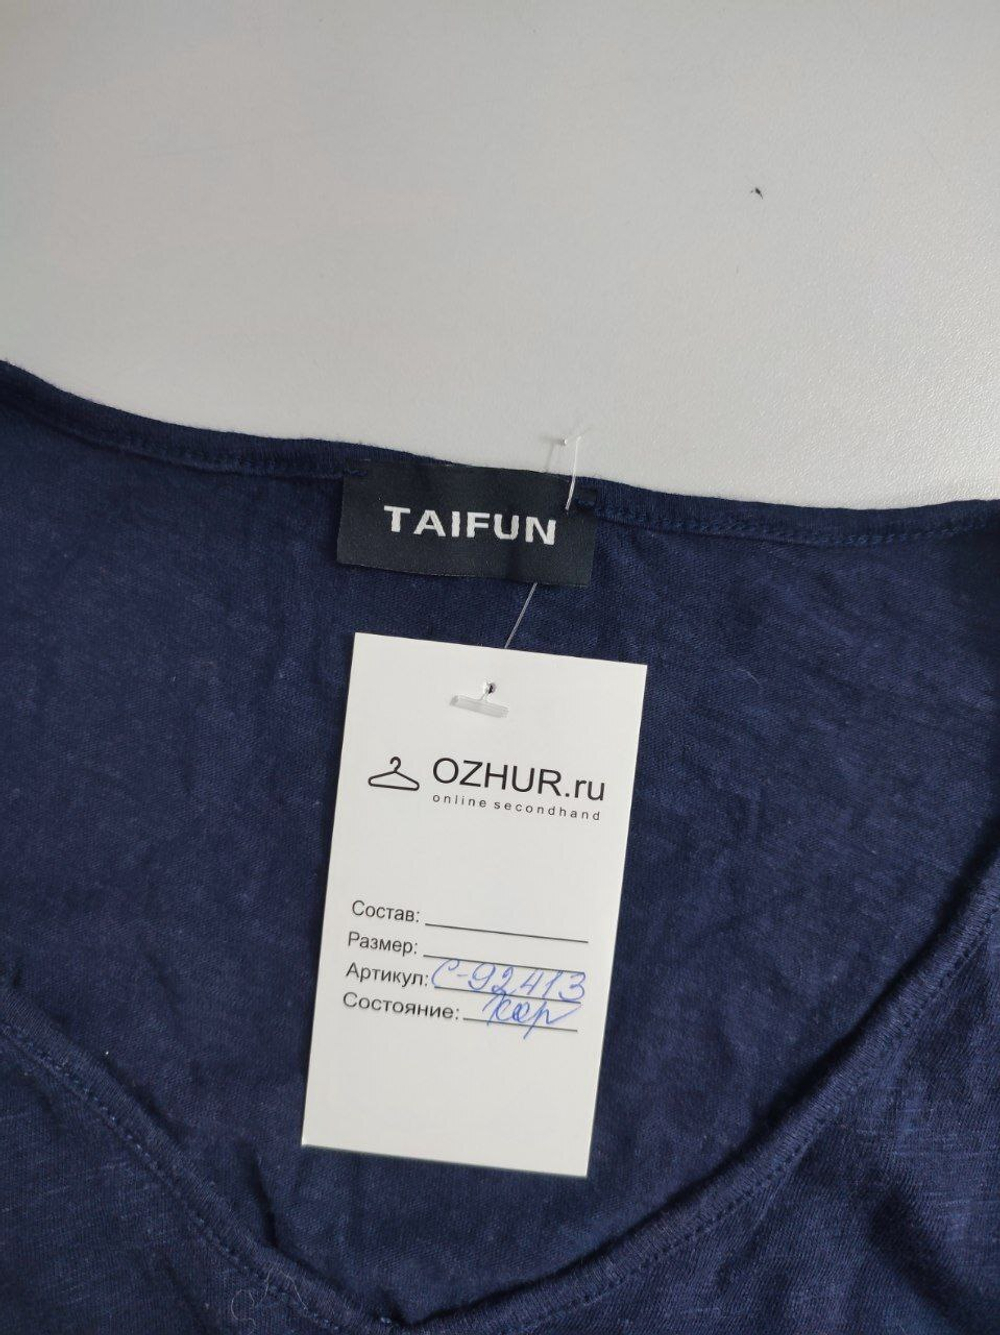 TAIFUN
OZHUR.ru
online secondhand
Состав:
Размер:
Артикул: С-92413
Состояние: хор